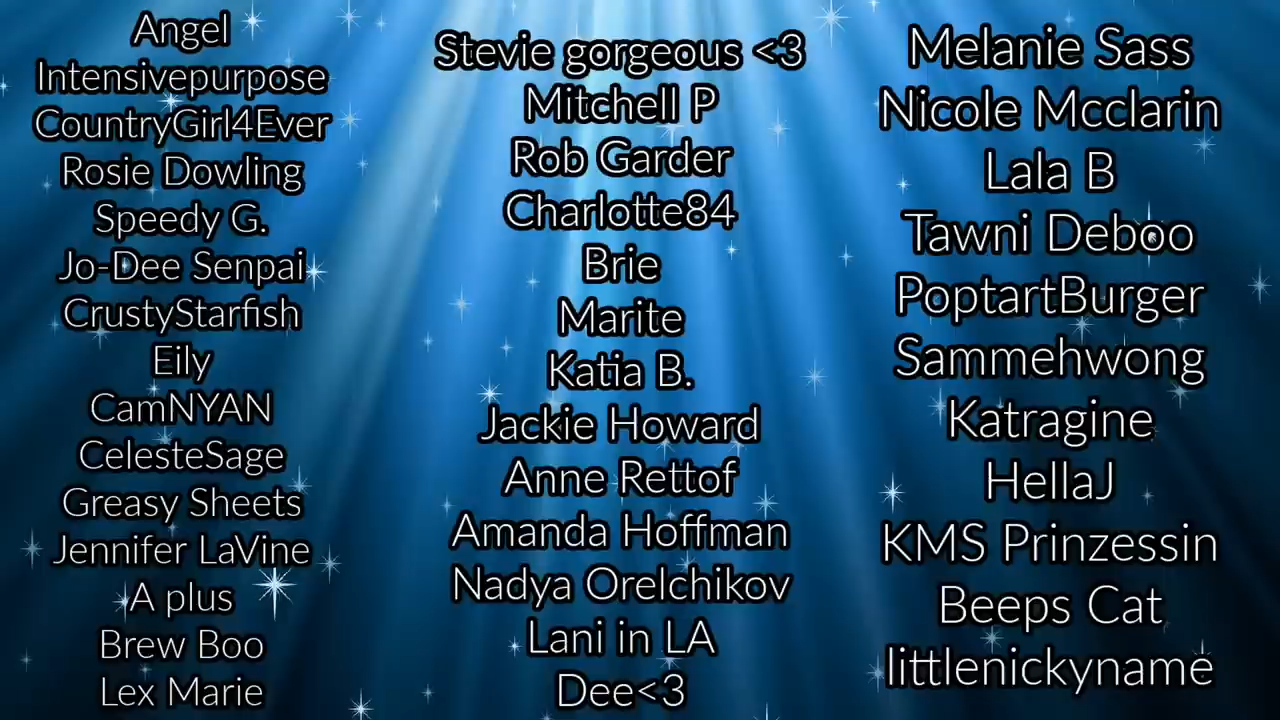 Angel
Intensivepurpose
CountryGirl4Ever
Rosie Dowling
Speedy G.
Jo-Dee Senpai
CrustyStarfish
Eily
CamNYAN
CelesteSage
Greasy Sheets
Jennifer LaVine
A plus
Brew Boo
Lex Marie
Stevie gorgeous <3
Mitchell P
Rob Garder
Charlotte84
Brie
Marite
Katia B.
Jackie Howard
Anne Rettof
Amanda Hoffman
Nadya Orelchikov
Lani in LA
Dee<3
Melanie Sass
Nicole Mcclarin
Lala B
Tawni Deboo
PoptartBurger
Sammehwong
Katragine
HellaJ
KMS Prinzessin
Beeps Cat
littlenickyname